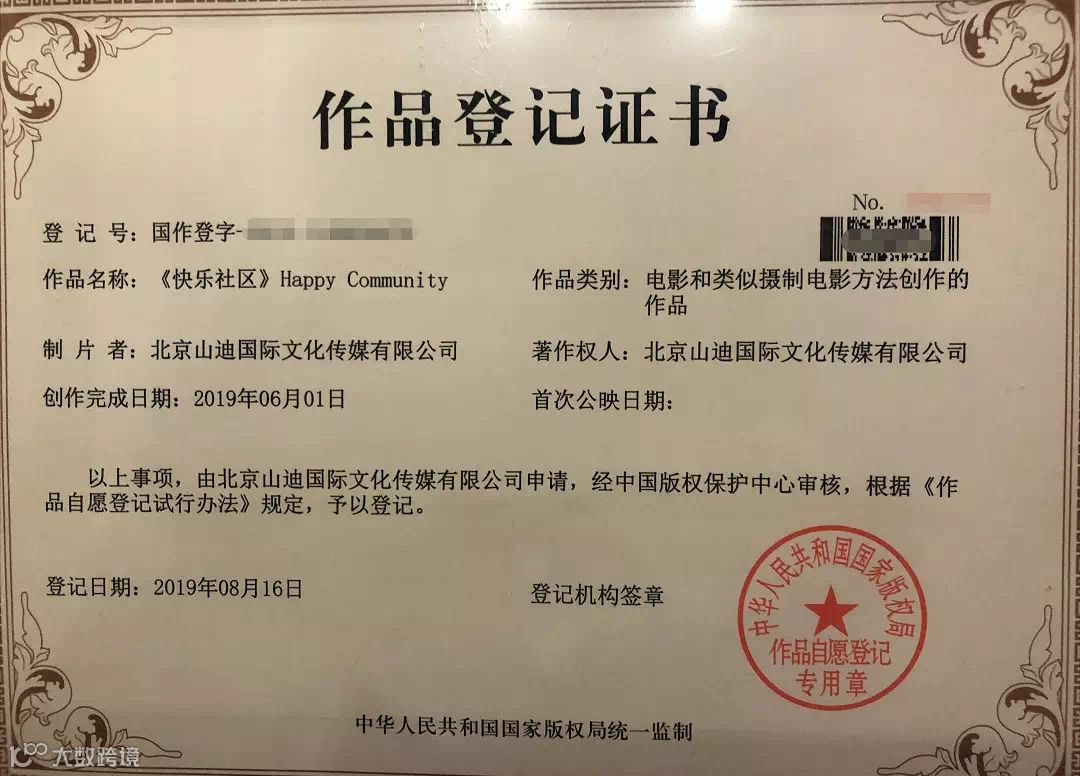 作品登记证书
No.
登 记 号：国作登字-
作品名称：《快乐社区》Happy Community
作品类别：电影和类似摄制电影方法创作的
作品
制 片 者：北京山迪国际文化传媒有限公司
著作权人：北京山迪国际文化传媒有限公司
创作完成日期：2019年06月01日
首次公映日期：
以上事项，由北京山迪国际文化传媒有限公司申请，经中国版权保护中心审核，根据《作
品自愿登记试行办法》规定，予以登记。
登记日期：2019年08月16日
登记机构签章
中华人民共和国国家版权局
作品自愿登记
专用章
中华人民共和国国家版权局统一监制
大数跨境